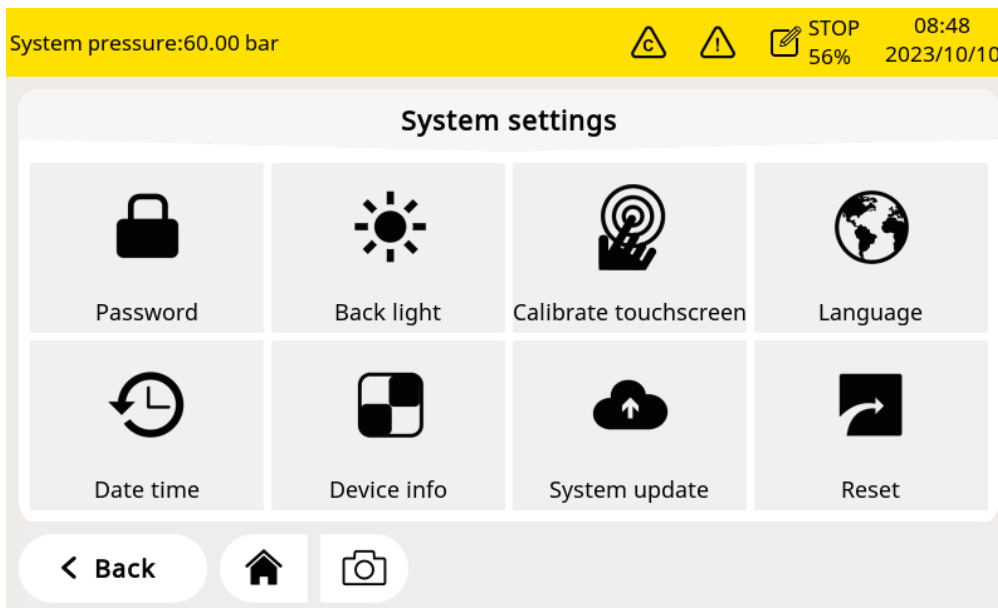 System pressure:60.00 bar
C
!
STOP
56%
08:48
2023/10/10
System settings
Password
Back light
Calibrate touchscreen
Language
Date time
Device info
System update
Reset
Back